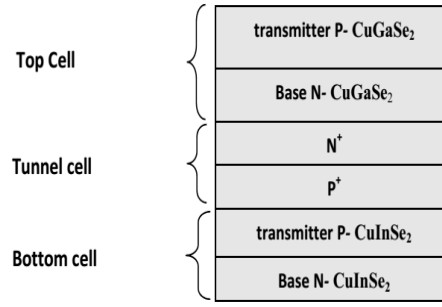 Top Cell
transmitter P- CuGaSe₂
Base N- CuGaSe₂
Tunnel cell
N⁺
P⁺
Bottom cell
transmitter P- CuInSe₂
Base N- CuInSe₂